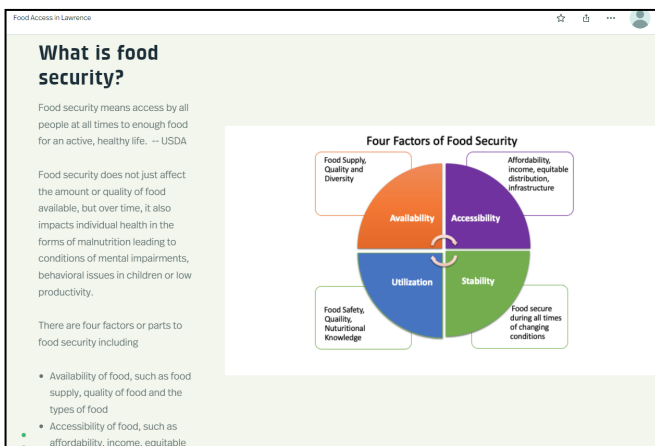 Food Access in Lawrence
What is food
security?
Food security means access by all
people at all times to enough food
for an active, healthy life. -- USDA
Food security does not just affect
the amount or quality of food
available, but over time, it also
impacts individual health in the
forms of malnutrition leading to
conditions of mental impairments,
behavioral issues in children or low
productivity.
There are four factors or parts to
food security including
• Availability of food, such as food
supply, quality of food and the
types of food
• Accessibility of food, such as
affordability, income, equitable
Four Factors of Food Security
Food Supply,
Quality and
Diversity
Affordability,
income, equitable
distribution,
infrastructure
Availability
Accessibility
Utilization
Stability
Food Safety,
Quaility,
Nuturitional
Knowledge
Food secure
during all times
of changing
conditions